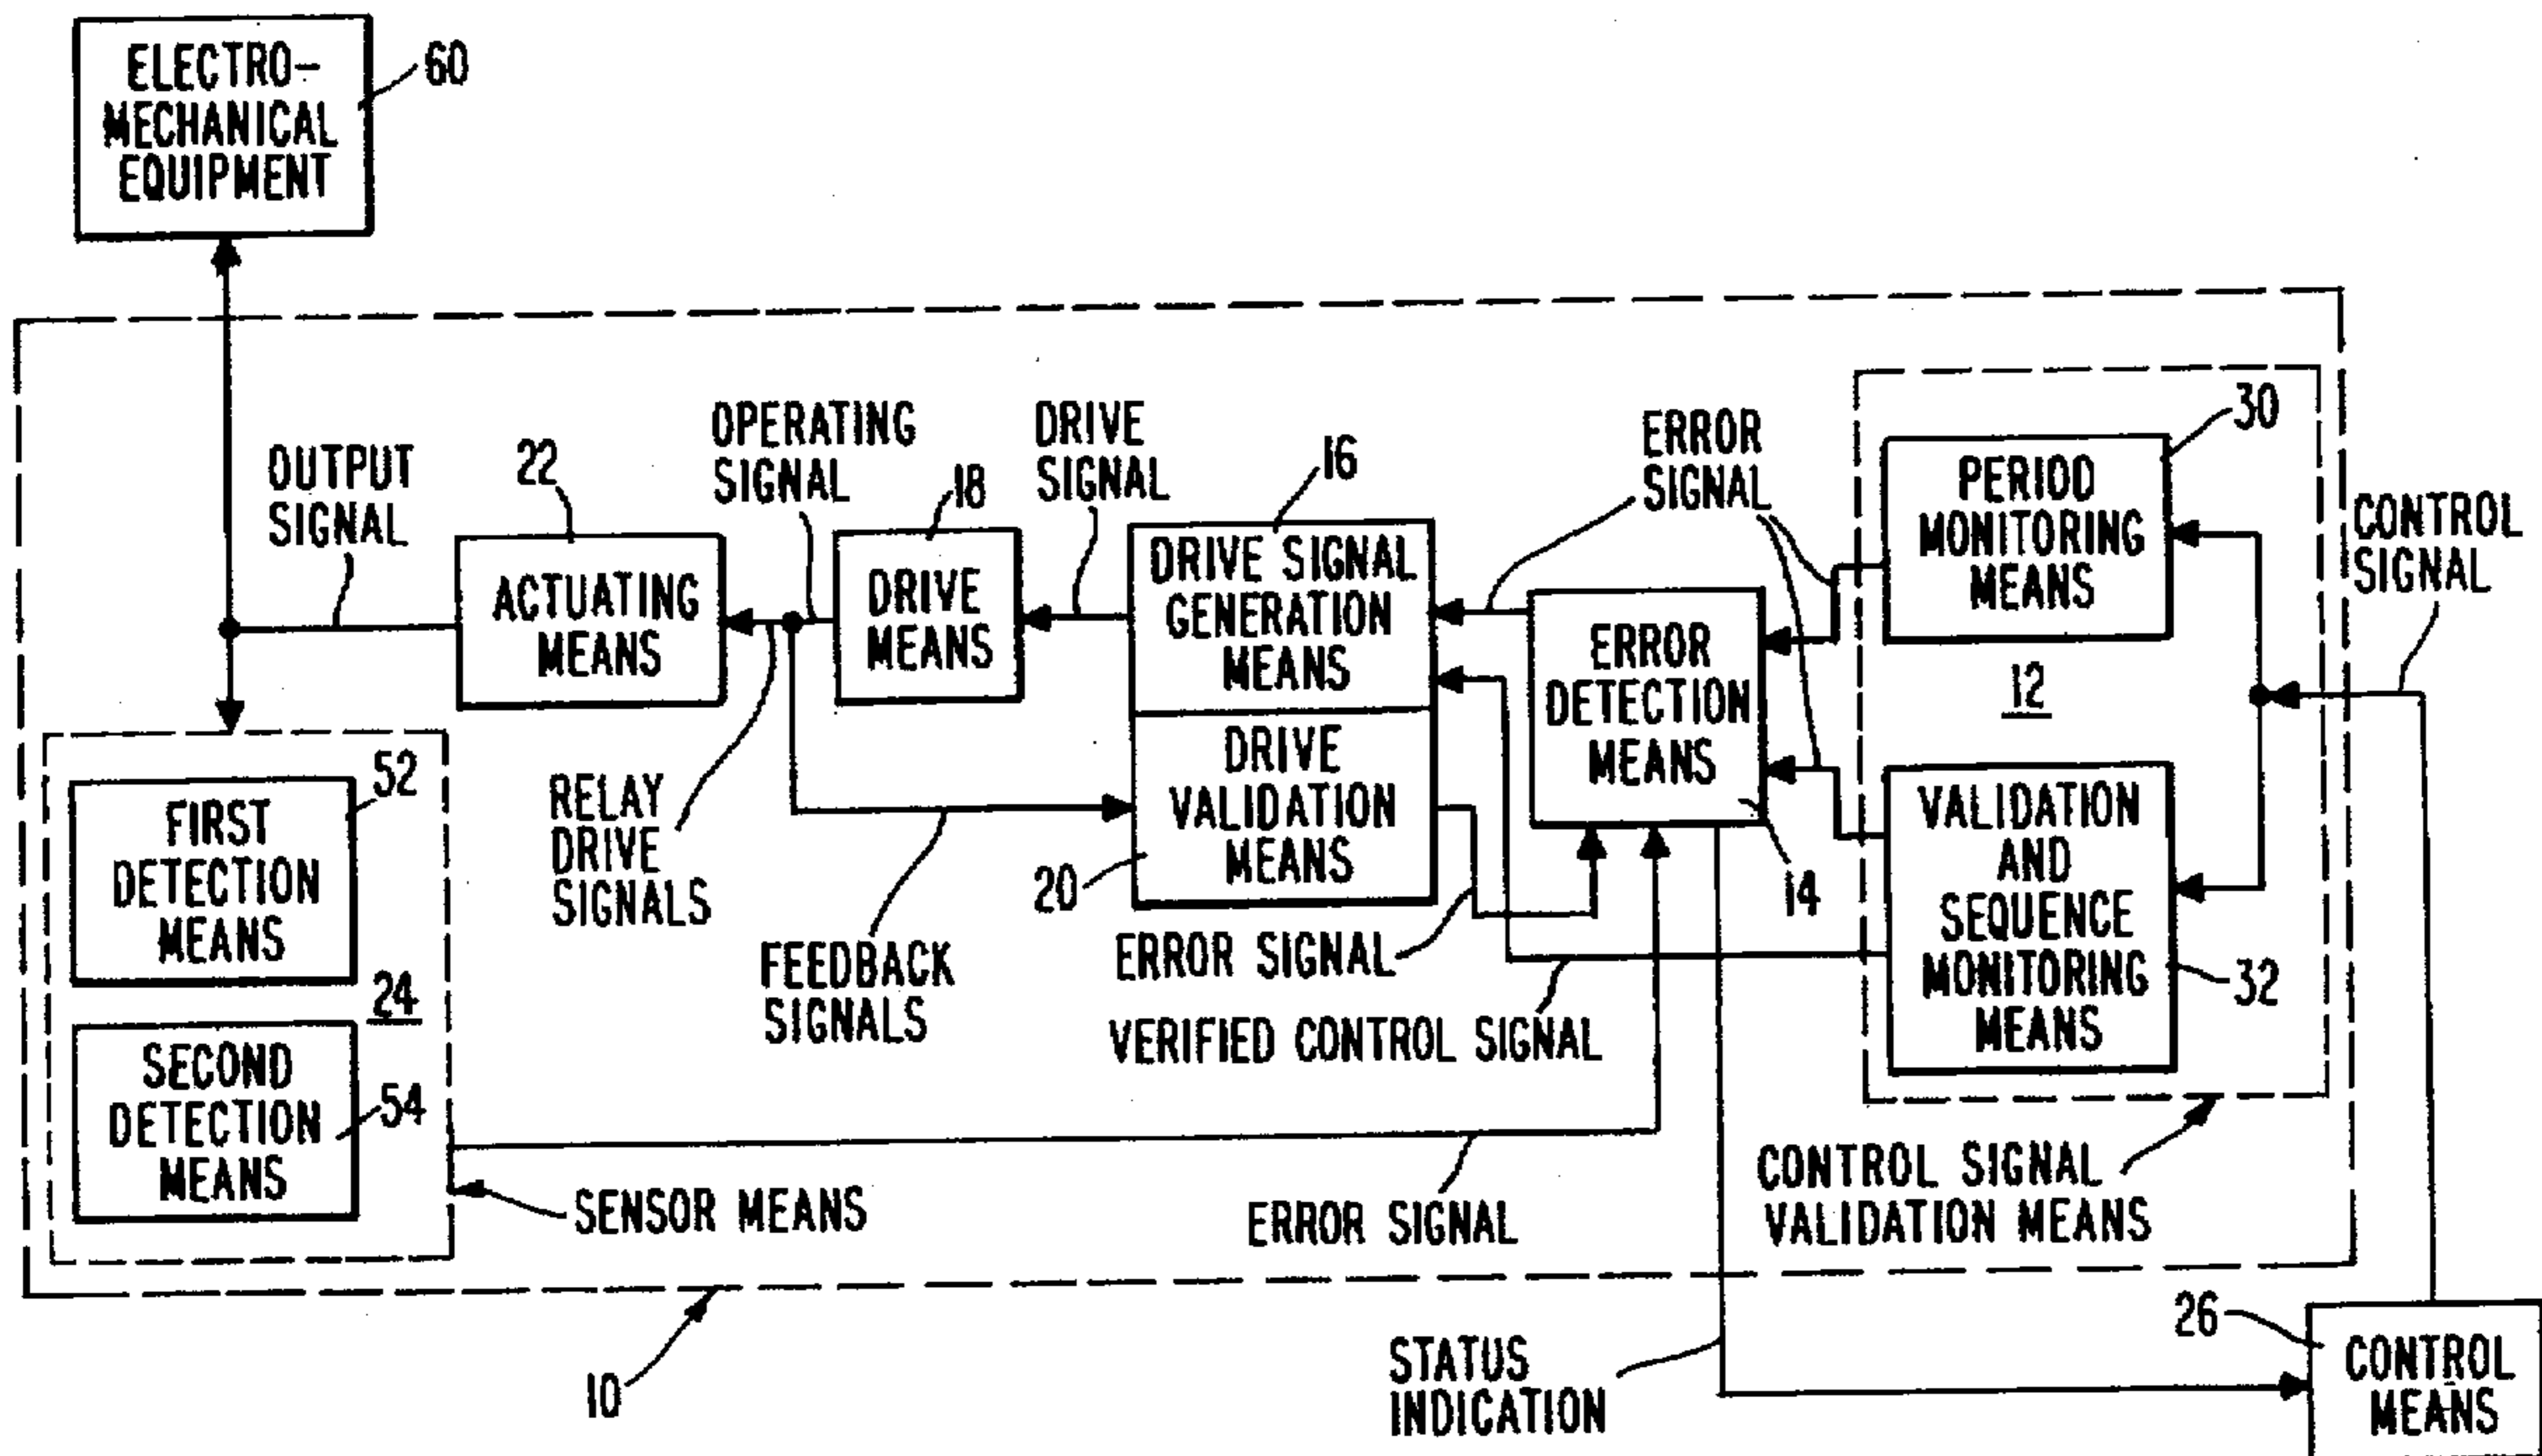 ELECTRO-
MECHANICAL
EQUIPMENT
60
OUTPUT
SIGNAL
22
ACTUATING
MEANS
OPERATING
SIGNAL
18
DRIVE
MEANS
DRIVE
SIGNAL
16
DRIVE SIGNAL
GENERATION
MEANS
DRIVE
VALIDATION
MEANS
20
ERROR
SIGNAL
ERROR
DETECTION
MEANS
14
30
PERIOD
MONITORING
MEANS
12
VALIDATION
AND
SEQUENCE
MONITORING
MEANS
32
CONTROL
SIGNAL
FIRST
DETECTION
MEANS
52
24
SECOND
DETECTION
MEANS
54
RELAY
DRIVE
SIGNALS
FEEDBACK
SIGNALS
ERROR SIGNAL
VERIFIED CONTROL SIGNAL
SENSOR MEANS
ERROR SIGNAL
CONTROL SIGNAL
VALIDATION MEANS
10
STATUS
INDICATION
26
CONTROL
MEANS